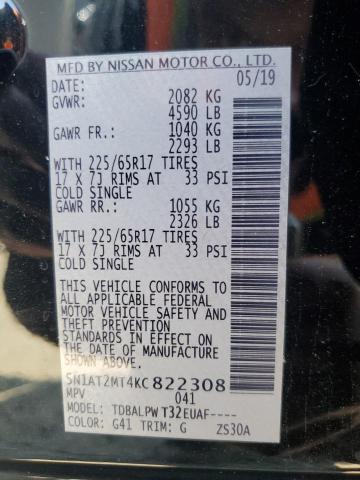 MFD BY NISSAN MOTOR CO., LTD.
DATE: 05/19
GVWR: 2082 KG
4590 LB
GAWR FR.: 1040 KG
2293 LB
WITH 225/65R17 TIRES
17 X 7J RIMS AT 33 PSI
COLD SINGLE
GAWR RR.: 1055 KG
2326 LB
WITH 225/65R17 TIRES
17 X 7J RIMS AT 33 PSI
COLD SINGLE
THIS VEHICLE CONFORMS TO
ALL APPLICABLE FEDERAL
MOTOR VEHICLE SAFETY AND
THEFT PREVENTION
STANDARDS IN EFFECT ON THE
DATE OF MANUFACTURE
SHOWN ABOVE.
5N1AT2MT4KC822308
MPV 041
MODEL: TDBALPW T32EUAF----
COLOR: G41 TRIM: G ZS30A